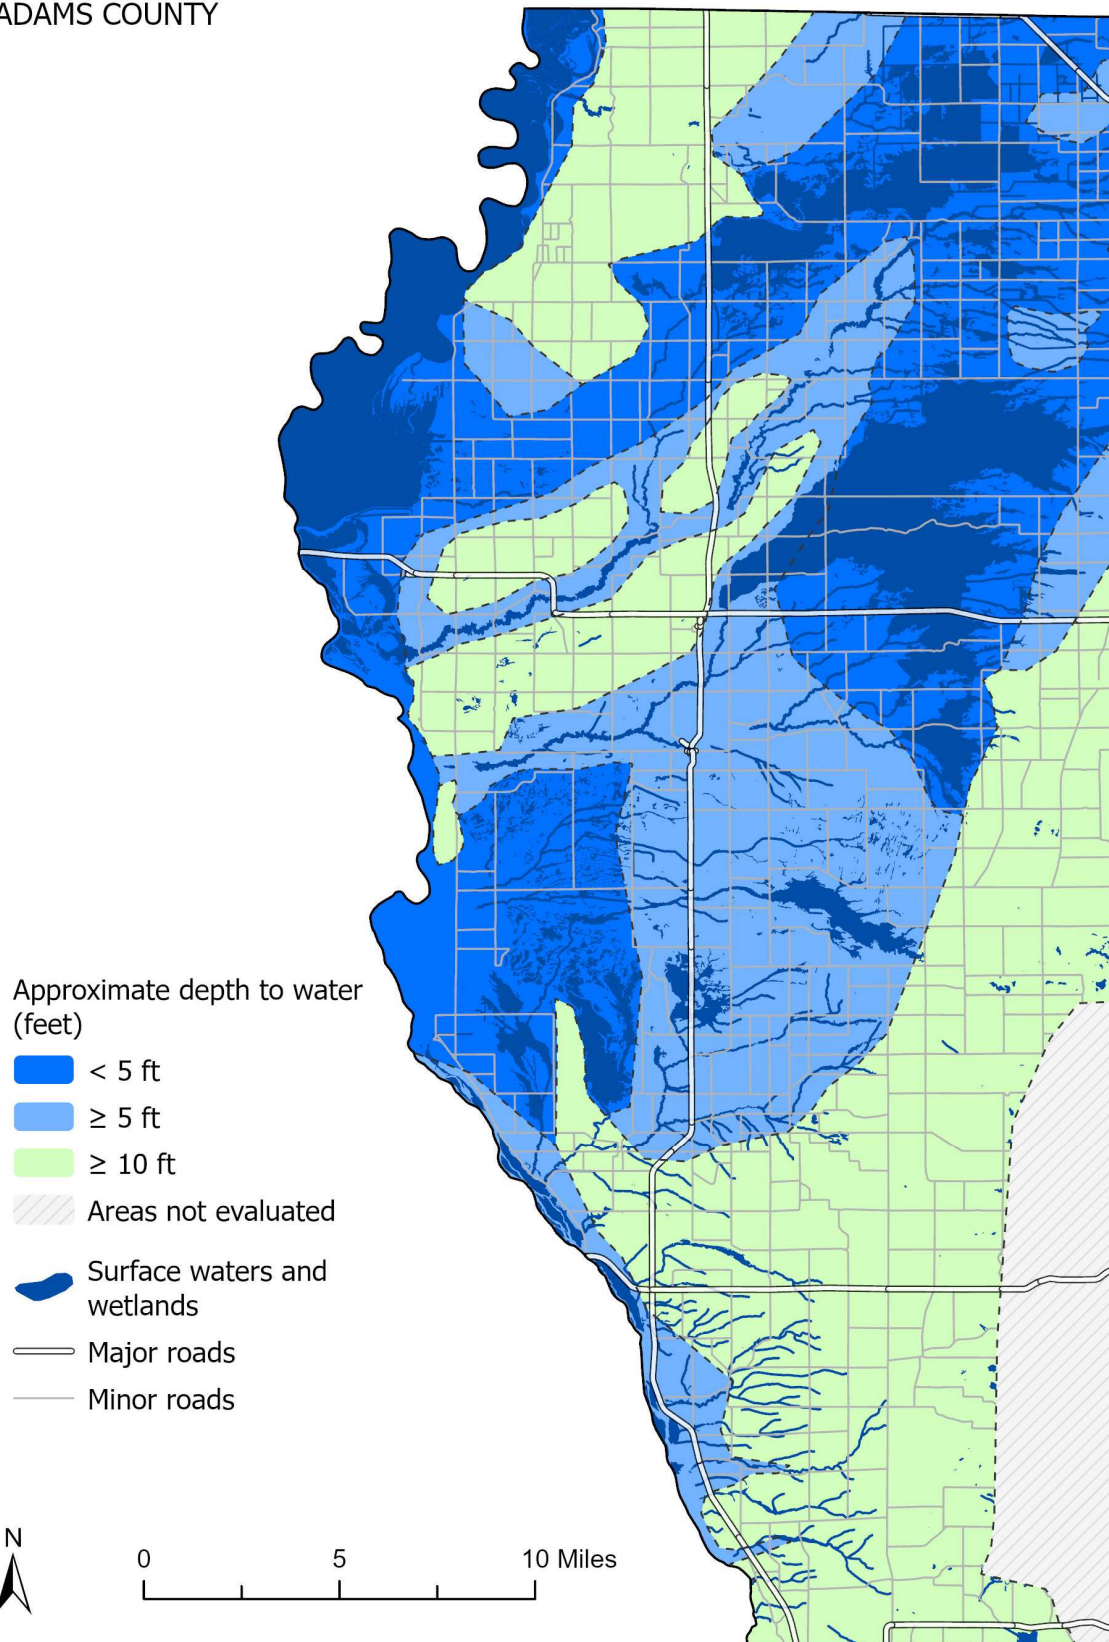 ADAMS COUNTY
Approximate depth to water
(feet)
< 5 ft
≥ 5 ft
≥ 10 ft
Areas not evaluated
Surface waters and
wetlands
Major roads
Minor roads
N
0 5 10 Miles